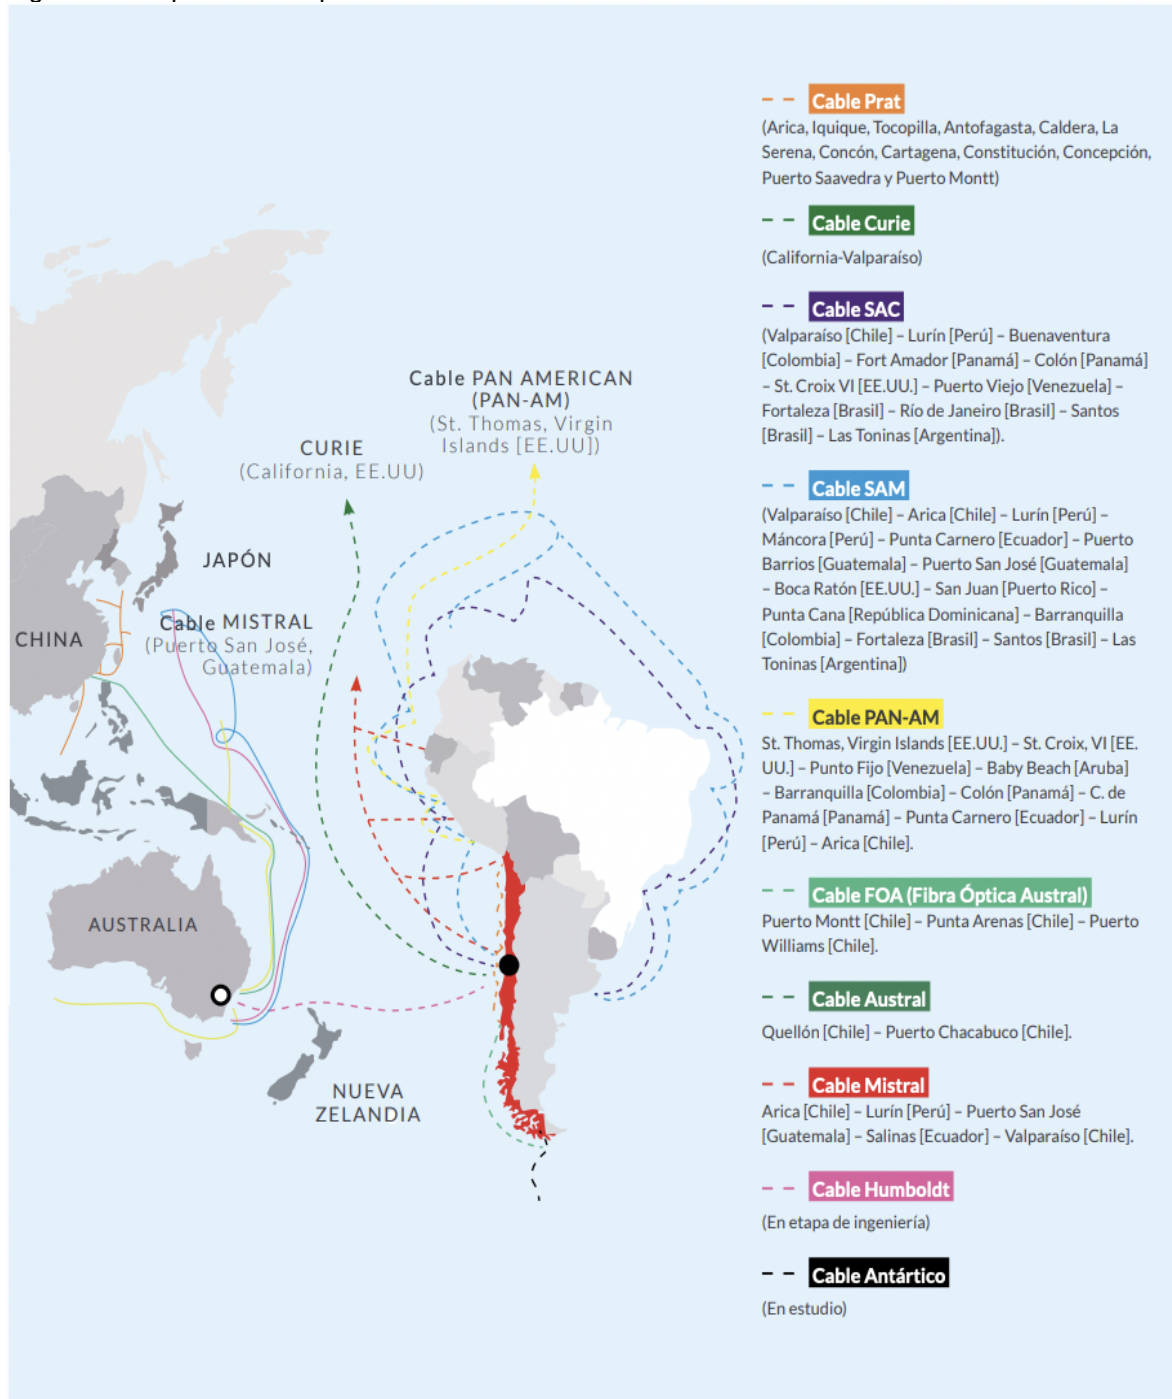 Cable Prat
(Arica, Iquique, Tocopilla, Antofagasta, Caldera, La
Serena, Concón, Cartagena, Constitución, Concepción,
Puerto Saavedra y Puerto Montt)
Cable Curie
(California-Valparaíso)
Cable SAC
(Valparaíso [Chile] – Lurín [Perú] – Buenaventura
[Colombia] – Fort Amador [Panamá] – Colón [Panamá]
– St. Croix VI [EE.UU.] – Puerto Viejo [Venezuela] –
Fortaleza [Brasil] – Río de Janeiro [Brasil] – Santos
[Brasil] – Las Toninas [Argentina]).
Cable SAM
(Valparaíso [Chile] – Arica [Chile] – Lurín [Perú] –
Máncora [Perú] – Punta Carnero [Ecuador] – Puerto
Barrios [Guatemala] – Puerto San José [Guatemala]
– Boca Ratón [EE.UU.] – San Juan [Puerto Rico] –
Punta Cana [República Dominicana] – Barranquilla
[Colombia] – Fortaleza [Brasil] – Santos [Brasil] – Las
Toninas [Argentina])
Cable PAN-AM
St. Thomas, Virgin Islands [EE.UU.] – St. Croix, VI [EE.
UU.] – Punto Fijo [Venezuela] – Baby Beach [Aruba]
– Barranquilla [Colombia] – Colón [Panamá] – C. de
Panamá [Panamá] – Punta Carnero [Ecuador] – Lurín
[Perú] – Arica [Chile].
Cable FOA (Fibra Óptica Austral)
Puerto Montt [Chile] – Punta Arenas [Chile] – Puerto
Williams [Chile].
Cable Austral
Quellón [Chile] – Puerto Chacabuco [Chile].
Cable Mistral
Arica [Chile] – Lurín [Perú] – Puerto San José
[Guatemala] – Salinas [Ecuador] – Valparaíso [Chile].
Cable Humboldt
(En etapa de ingeniería)
Cable Antártico
(En estudio)
Cable PAN AMERICAN
(PAN-AM)
(St. Thomas, Virgin
Islands [EE.UU])
CURIE
(California, EE.UU)
JAPÓN
Cable MISTRAL
(Puerto San José,
Guatemala)
CHINA
AUSTRALIA
NUEVA
ZELANDIA